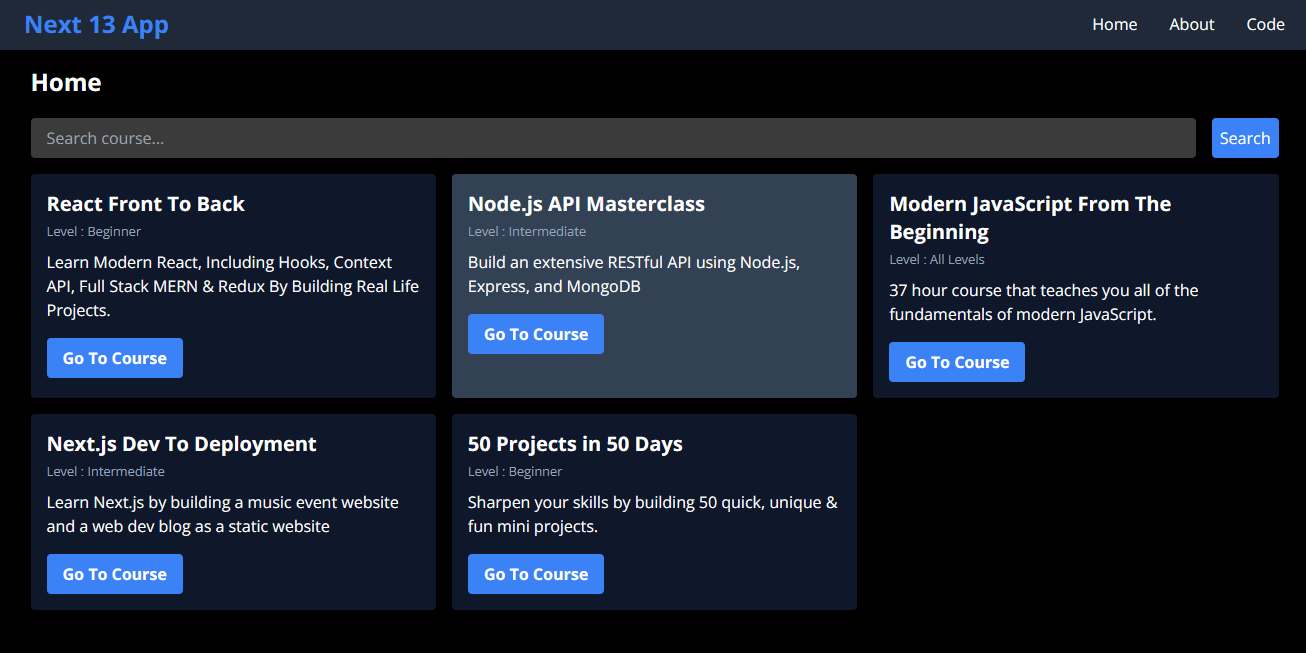 Next 13 App
Home About Code
Home
Search course...
Search
React Front To Back
Level : Beginner
Learn Modern React, Including Hooks, Context
API, Full Stack MERN & Redux By Building Real Life
Projects.
Go To Course
Node.js API Masterclass
Level : Intermediate
Build an extensive RESTful API using Node.js,
Express, and MongoDB
Go To Course
Modern JavaScript From The
Beginning
Level : All Levels
37 hour course that teaches you all of the
fundamentals of modern JavaScript.
Go To Course
Next.js Dev To Deployment
Level : Intermediate
Learn Next.js by building a music event website
and a web dev blog as a static website
Go To Course
50 Projects in 50 Days
Level : Beginner
Sharpen your skills by building 50 quick, unique &
fun mini projects.
Go To Course